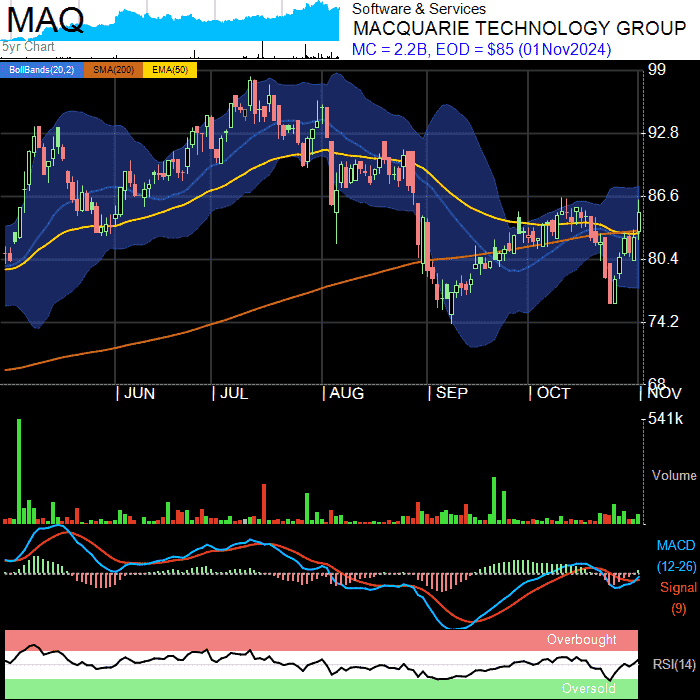 MAQ
5yr Chart
Software & Services
MACQUARIE TECHNOLOGY GROUP
MC = 2.2B, EOD = $85 (01Nov2024)
BollBands(20,2) SMA(200) EMA(50)
99
92.8
86.6
80.4
74.2
68
JUN JUL AUG SEP OCT NOV
541k
Volume
MACD
(12-26)
Signal
(9)
Overbought
RSI(14)
Oversold